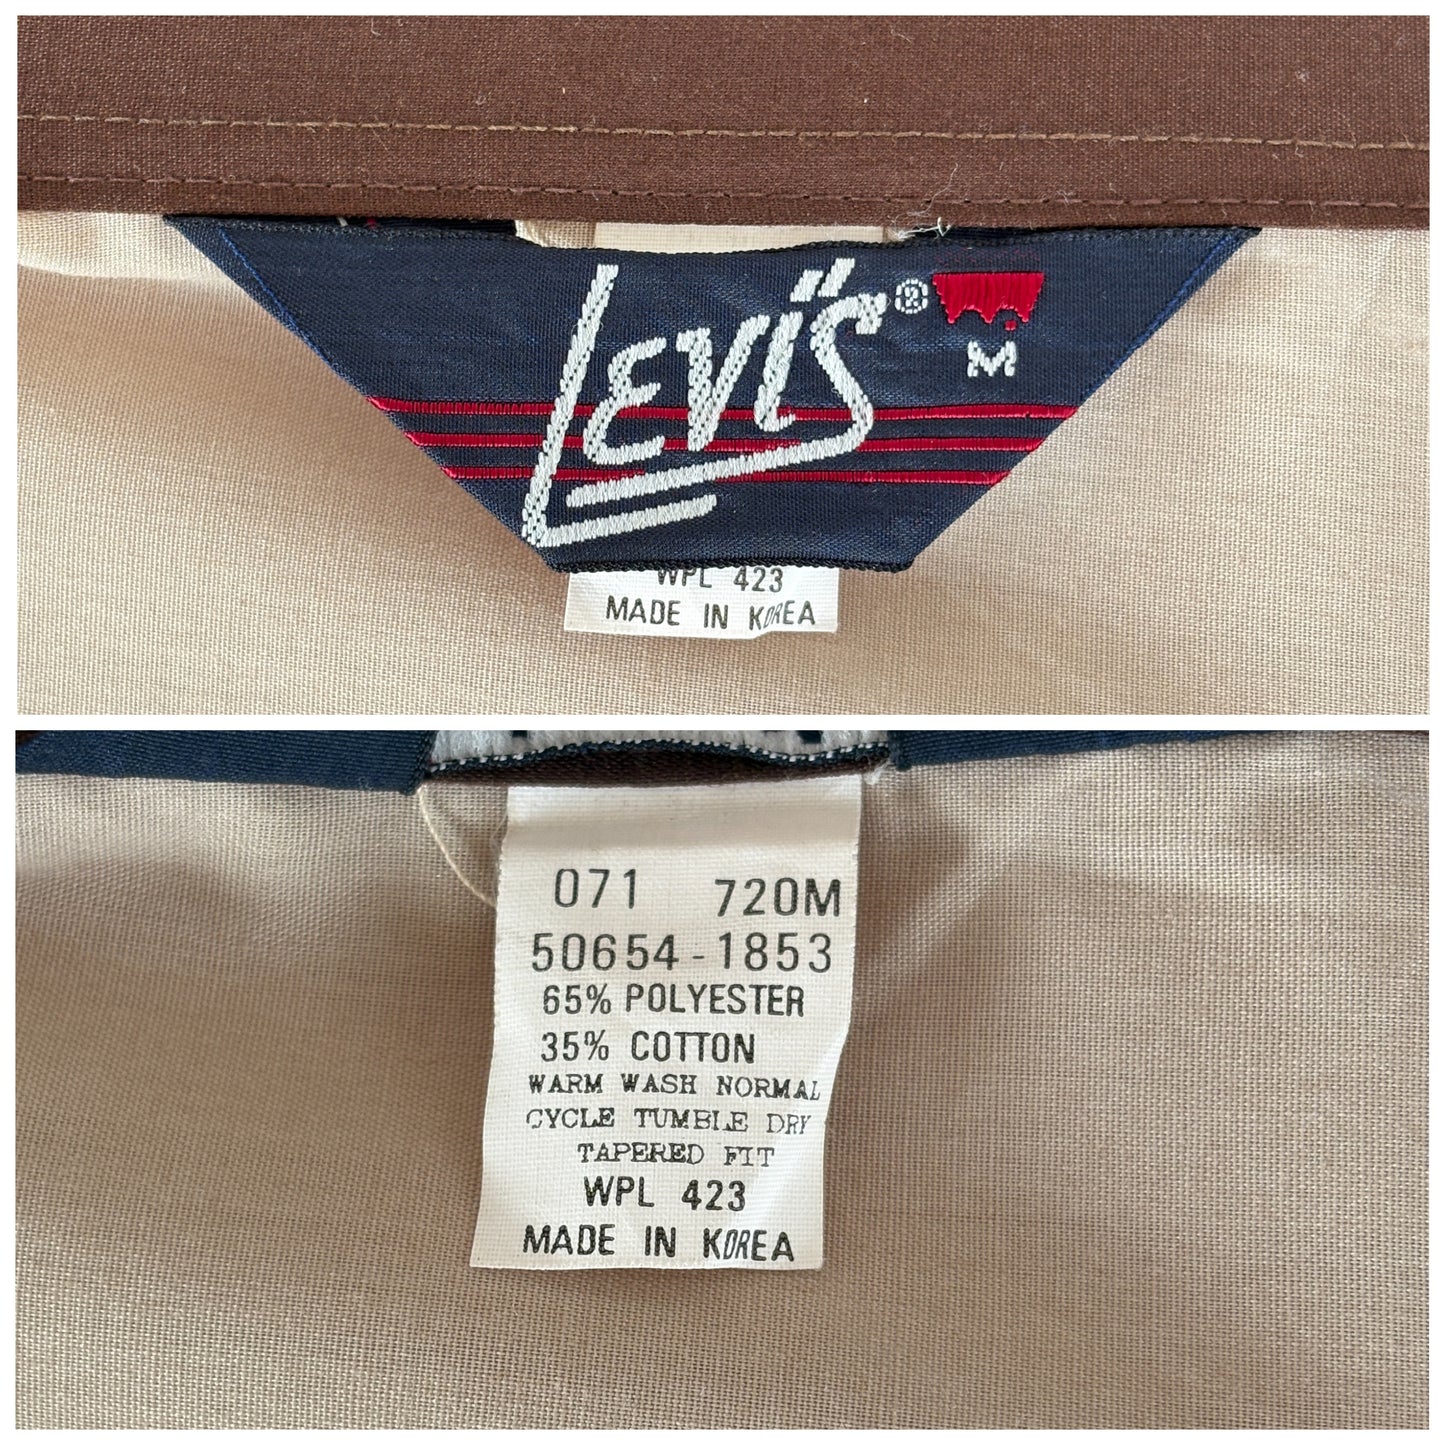 LEVI'S®
M
WPL 423
MADE IN KOREA
071 720M
50654-1853
65% POLYESTER
35% COTTON
WARM WASH NORMAL
CYCLE TUMBLE DRY
TAPERED FIT
WPL 423
MADE IN KOREA